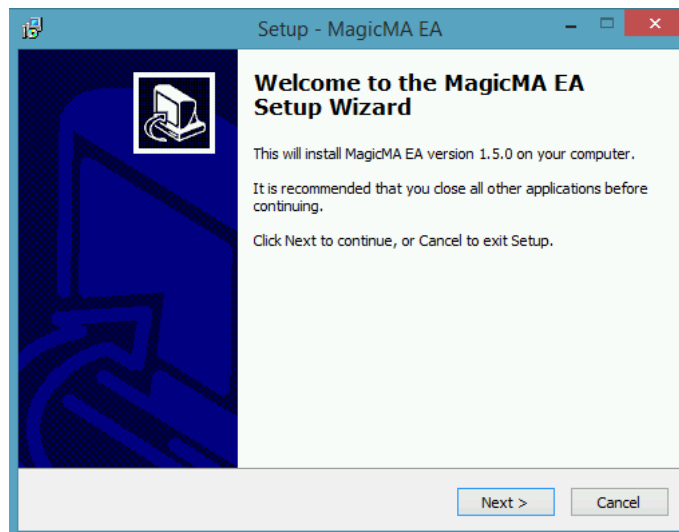 Setup - MagicMA EA
Welcome to the MagicMA EA
Setup Wizard
This will install MagicMA EA version 1.5.0 on your computer.
It is recommended that you close all other applications before
continuing.
Click Next to continue, or Cancel to exit Setup.
Next >
Cancel